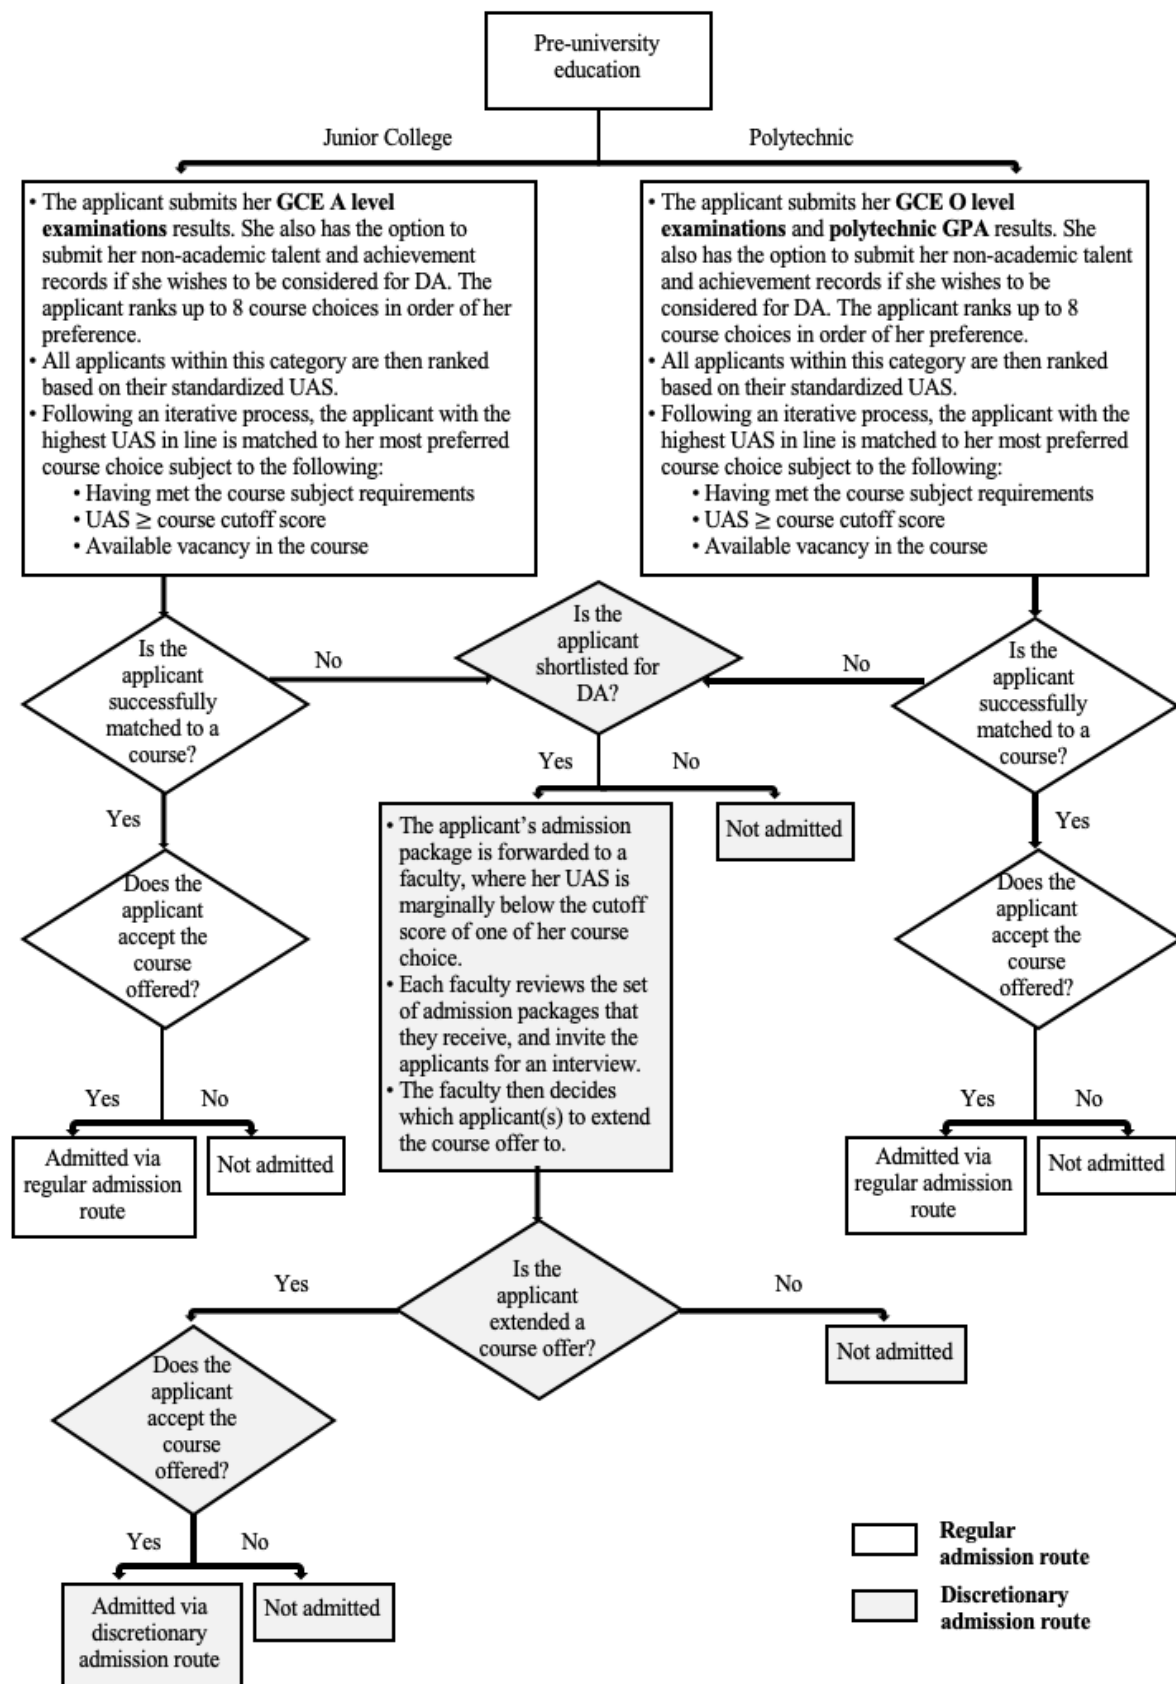 Pre-university
education
Junior College
Polytechnic
• The applicant submits her GCE A level
examinations results. She also has the option to
submit her non-academic talent and achievement
records if she wishes to be considered for DA. The
applicant ranks up to 8 course choices in order of her
preference.
• All applicants within this category are then ranked
based on their standardized UAS.
• Following an iterative process, the applicant with the
highest UAS in line is matched to her most preferred
course choice subject to the following:
• Having met the course subject requirements
• UAS ≥ course cutoff score
• Available vacancy in the course
• The applicant submits her GCE O level
examinations and polytechnic GPA results. She
also has the option to submit her non-academic talent
and achievement records if she wishes to be
considered for DA. The applicant ranks up to 8
course choices in order of her preference.
• All applicants within this category are then ranked
based on their standardized UAS.
• Following an iterative process, the applicant with the
highest UAS in line is matched to her most preferred
course choice subject to the following:
• Having met the course subject requirements
• UAS ≥ course cutoff score
• Available vacancy in the course
Is the
applicant
successfully
matched to a
course?
No
Is the
applicant
shortlisted for
DA?
No
Is the
applicant
successfully
matched to a
course?
Yes
Yes
No
Yes
Not admitted
• The applicant’s admission
package is forwarded to a
faculty, where her UAS is
marginally below the cutoff
score of one of her course
choice.
• Each faculty reviews the set
of admission packages that
they receive, and invite the
applicants for an interview.
• The faculty then decides
which applicant(s) to extend
the course offer to.
Does the
applicant
accept the
course
offered?
Does the
applicant
accept the
course
offered?
Yes
No
Yes
No
Admitted via
regular admission
route
Not admitted
Admitted via
regular admission
route
Not admitted
Yes
Is the
applicant
extended a
course offer?
No
Not admitted
Does the
applicant
accept the
course
offered?
Yes
No
Admitted via
discretionary
admission route
Not admitted
Regular
admission route
Discretionary
admission route